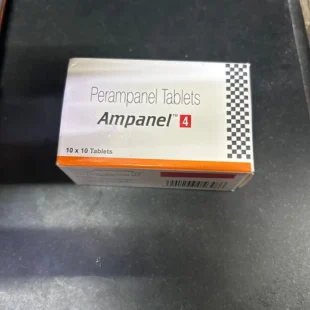 Perampanel Tablets
Ampanel™ 4
10 x 10 Tablets